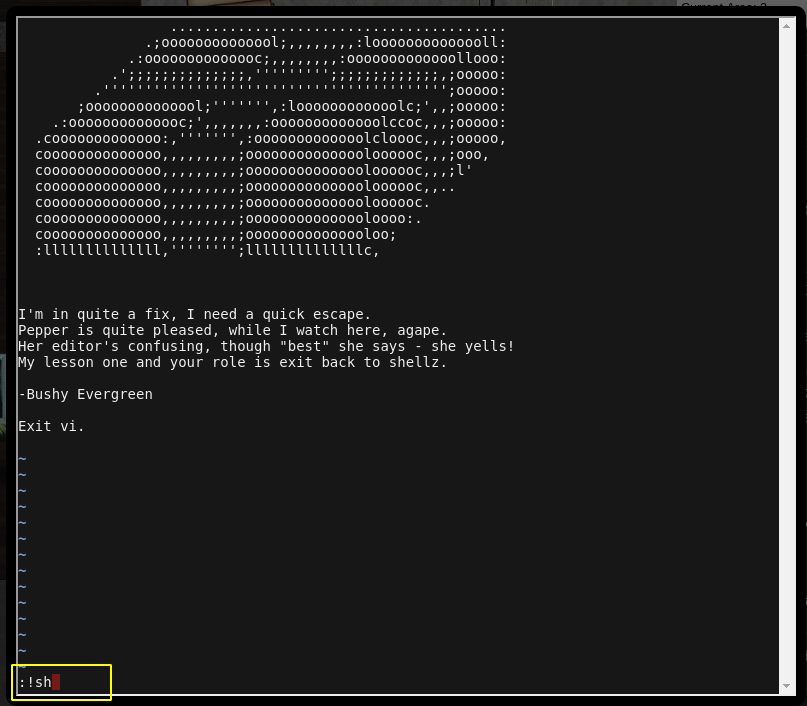 I'm in quite a fix, I need a quick escape.
Pepper is quite pleased, while I watch here, agape.
Her editor's confusing, though "best" she says - she yells!
My lesson one and your role is exit back to shellz.
-Bushy Evergreen
Exit vi.
:!sh